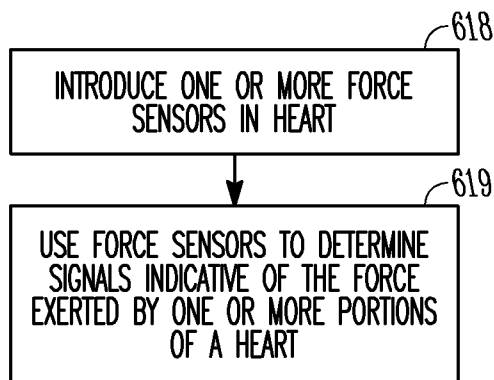 618
INTRODUCE ONE OR MORE FORCE
SENSORS IN HEART
619
USE FORCE SENSORS TO DETERMINE
SIGNALS INDICATIVE OF THE FORCE
EXERTED BY ONE OR MORE PORTIONS
OF A HEART